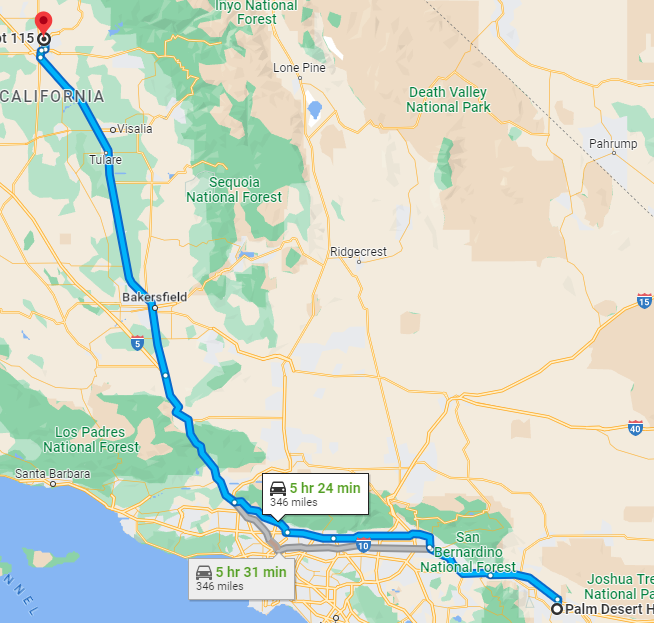 Inyo National
Forest
ot 115
Lone Pine
CALIFORNIA
Death Valley
National Park
Visalia
Pahrump
Tulare
Sequoia
National Forest
Ridgecrest
Bakersfield
15
5
40
Los Padres
National Forest
Santa Barbara
5 hr 24 min
346 miles
San
Bernardino
National Forest
10
5 hr 31 min
346 miles
Joshua Tre
National Pa
Palm Desert H
NNEL